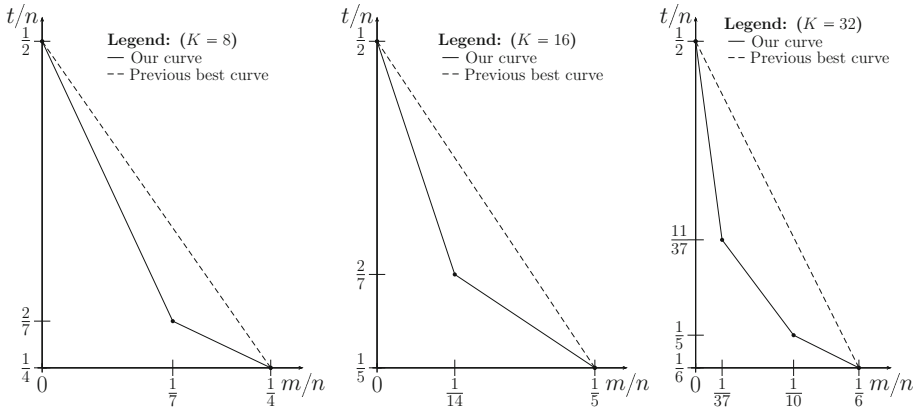 t/n
1/2
Legend: (K = 8)
Our curve
Previous best curve
2/7
1/4
0
1/7
1/4
m/n
t/n
1/2
Legend: (K = 16)
Our curve
Previous best curve
2/7
1/5
0
1/14
1/5
m/n
t/n
1/2
Legend: (K = 32)
Our curve
Previous best curve
11/37
1/5
1/6
0
1/37
1/10
1/6
m/n